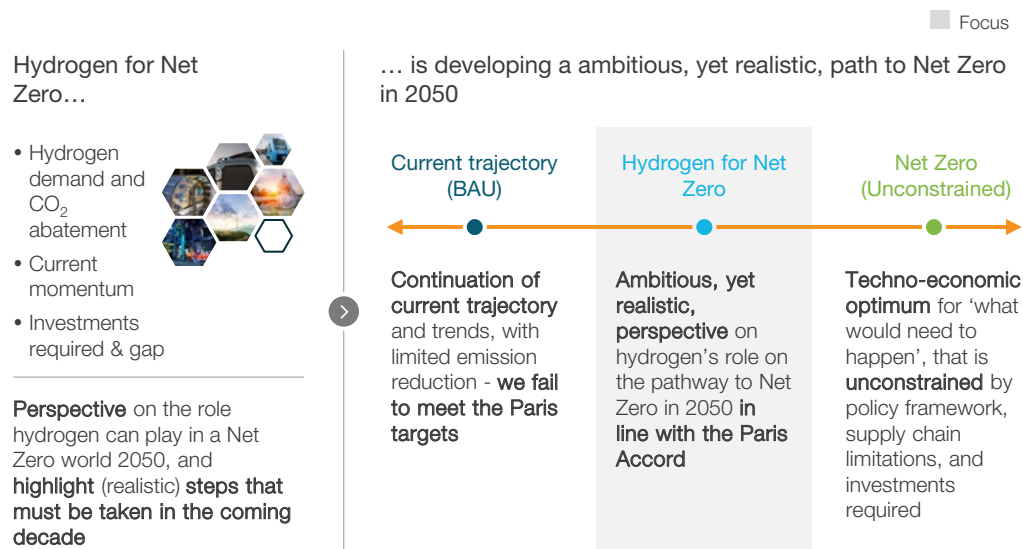 Focus
Hydrogen for Net
Zero…
• Hydrogen
demand and
CO2
abatement
• Current
momentum
• Investments
required & gap
Perspective on the role
hydrogen can play in a Net
Zero world 2050, and
highlight (realistic) steps that
must be taken in the coming
decade
… is developing a ambitious, yet realistic, path to Net Zero
in 2050
Current trajectory
(BAU)
Continuation of
current trajectory
and trends, with
limited emission
reduction - we fail
to meet the Paris
targets
Hydrogen for Net
Zero
Ambitious, yet
realistic,
perspective on
hydrogen’s role on
the pathway to Net
Zero in 2050 in
line with the Paris
Accord
Net Zero
(Unconstrained)
Techno-economic
optimum for ‘what
would need to
happen’, that is
unconstrained by
policy framework,
supply chain
limitations, and
investments
required